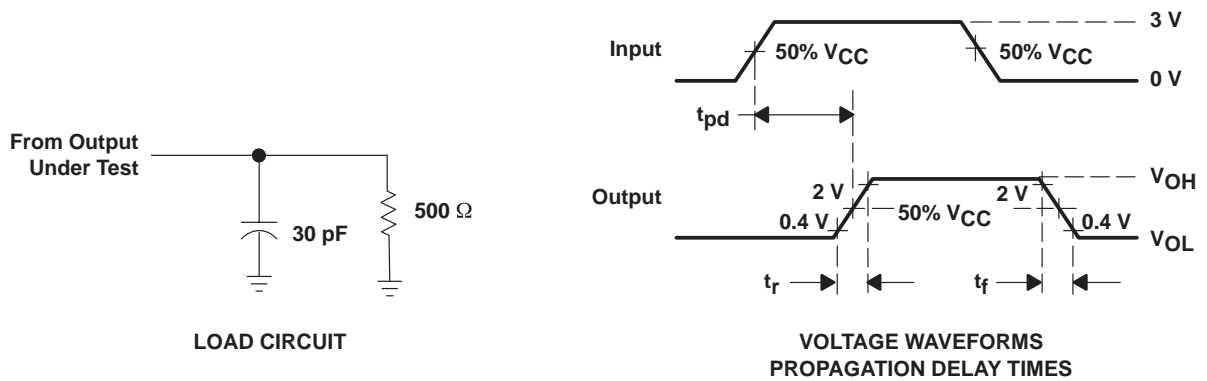 From Output
Under Test
30 pF
500 Ω
LOAD CIRCUIT
Input
50% VCC
50% VCC
3 V
0 V
tpd
Output
2 V
0.4 V
50% VCC
2 V
0.4 V
VOH
VOL
tr
tf
VOLTAGE WAVEFORMS
PROPAGATION DELAY TIMES